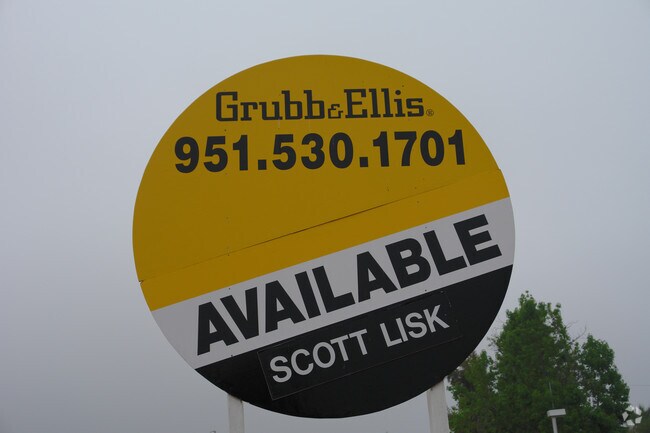 Grubb&Ellis®
951.530.1701
AVAILABLE
SCOTT LISK